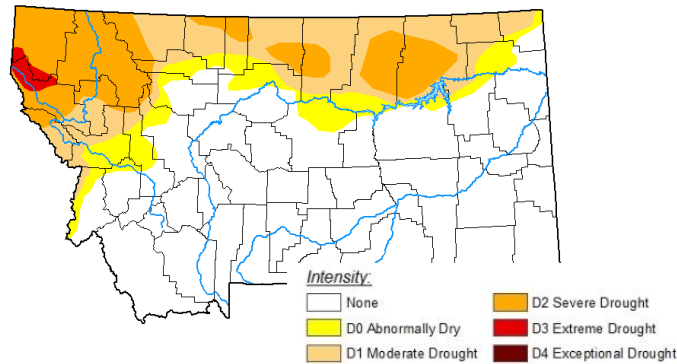 Intensity:
None
D0 Abnormally Dry
D1 Moderate Drought
D2 Severe Drought
D3 Extreme Drought
D4 Exceptional Drought